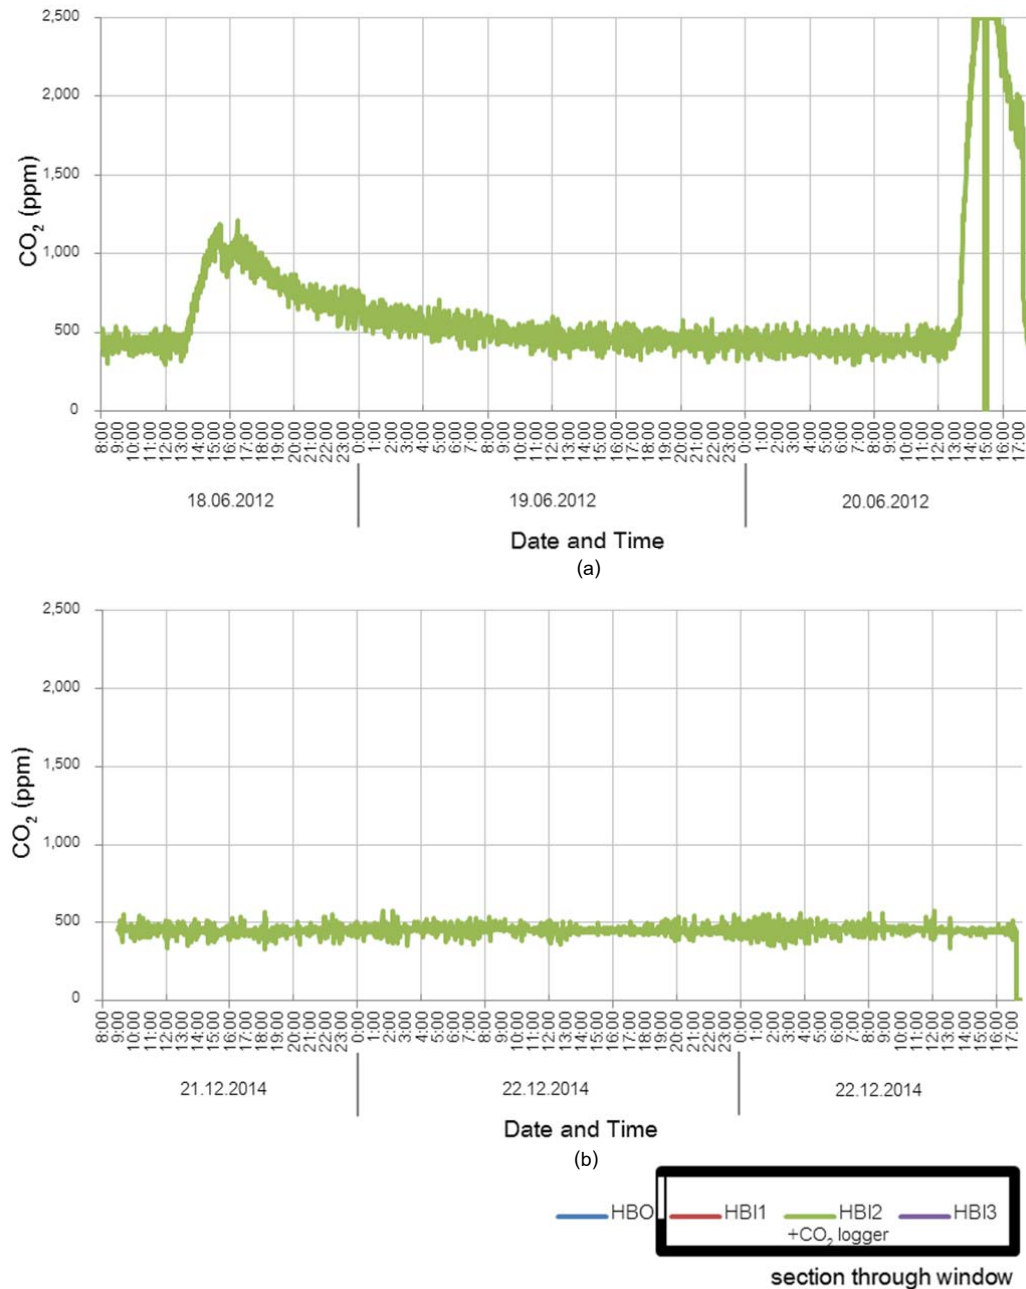 2,500
2,000
1,500
1,000
500
0
CO2 (ppm)
8:00 9:00 10:00 11:00 12:00 13:00 14:00 15:00 16:00 17:00 18:00 19:00 20:00 21:00 22:00 23:00 0:00 1:00 2:00 3:00 4:00 5:00 6:00 7:00 8:00 9:00 10:00 11:00 12:00 13:00 14:00 15:00 16:00 17:00 18:00 19:00 20:00 21:00 22:00 23:00 0:00 1:00 2:00 3:00 4:00 5:00 6:00 7:00 8:00 9:00 10:00 11:00 12:00 13:00 14:00 15:00 16:00 17:00
18.06.2012 19.06.2012 20.06.2012
Date and Time
(a)
2,500
2,000
1,500
1,000
500
0
CO2 (ppm)
8:00 9:00 10:00 11:00 12:00 13:00 14:00 15:00 16:00 17:00 18:00 19:00 20:00 21:00 22:00 23:00 0:00 1:00 2:00 3:00 4:00 5:00 6:00 7:00 8:00 9:00 10:00 11:00 12:00 13:00 14:00 15:00 16:00 17:00 18:00 19:00 20:00 21:00 22:00 23:00 0:00 1:00 2:00 3:00 4:00 5:00 6:00 7:00 8:00 9:00 10:00 11:00 12:00 13:00 14:00 15:00 16:00 17:00
21.12.2014 22.12.2014 22.12.2014
Date and Time
(b)
HBO HBI1 HBI2 HBI3
+CO2 logger
section through window